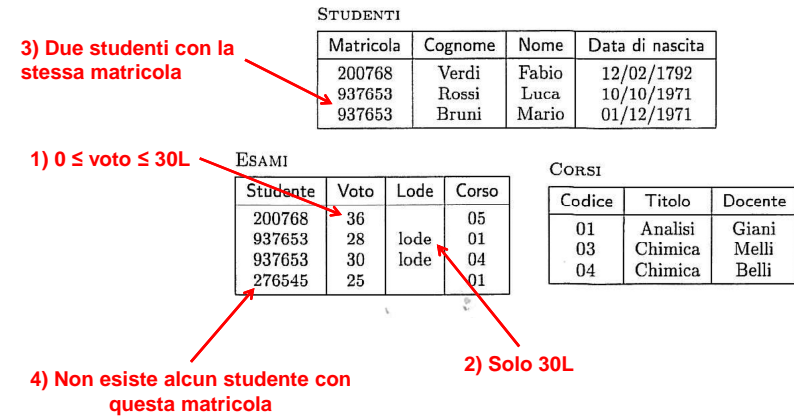 STUDENTI
3) Due studenti con la
stessa matricola
Matricola Cognome Nome Data di nascita
200768 Verdi Fabio 12/02/1792
937653 Rossi Luca 10/10/1971
937653 Bruni Mario 01/12/1971
1) 0 ≤ voto ≤ 30L
ESAMI
Studente Voto Lode Corso
200768 36 05
937653 28 lode 01
937653 30 lode 04
276545 25 01
CORSI
Codice Titolo Docente
01 Analisi Giani
03 Chimica Melli
04 Chimica Belli
2) Solo 30L
4) Non esiste alcun studente con
questa matricola